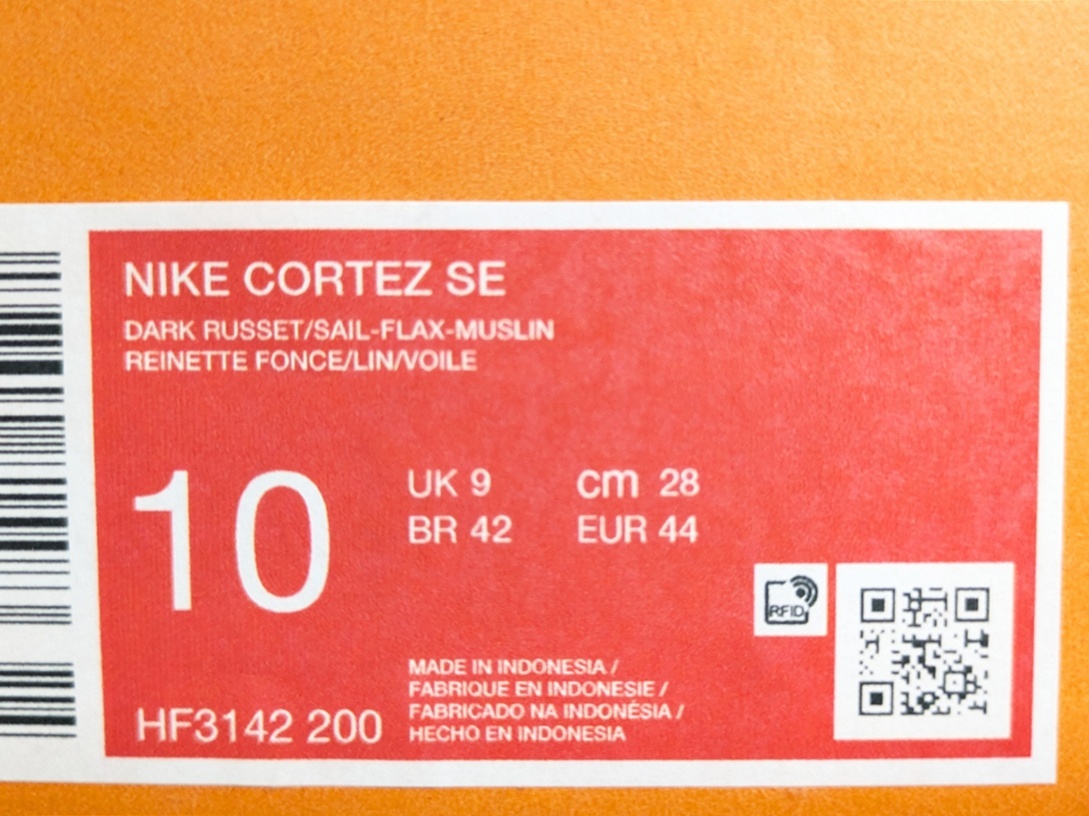 NIKE CORTEZ SE
DARK RUSSET/SAIL-FLAX-MUSLIN
REINETTE FONCE/LIN/VOILE
10
UK 9 cm 28
BR 42 EUR 44
RFID
MADE IN INDONESIA /
FABRIQUE EN INDONESIE /
FABRICADO NA INDONÉSIA /
HECHO EN INDONESIA
HF3142 200